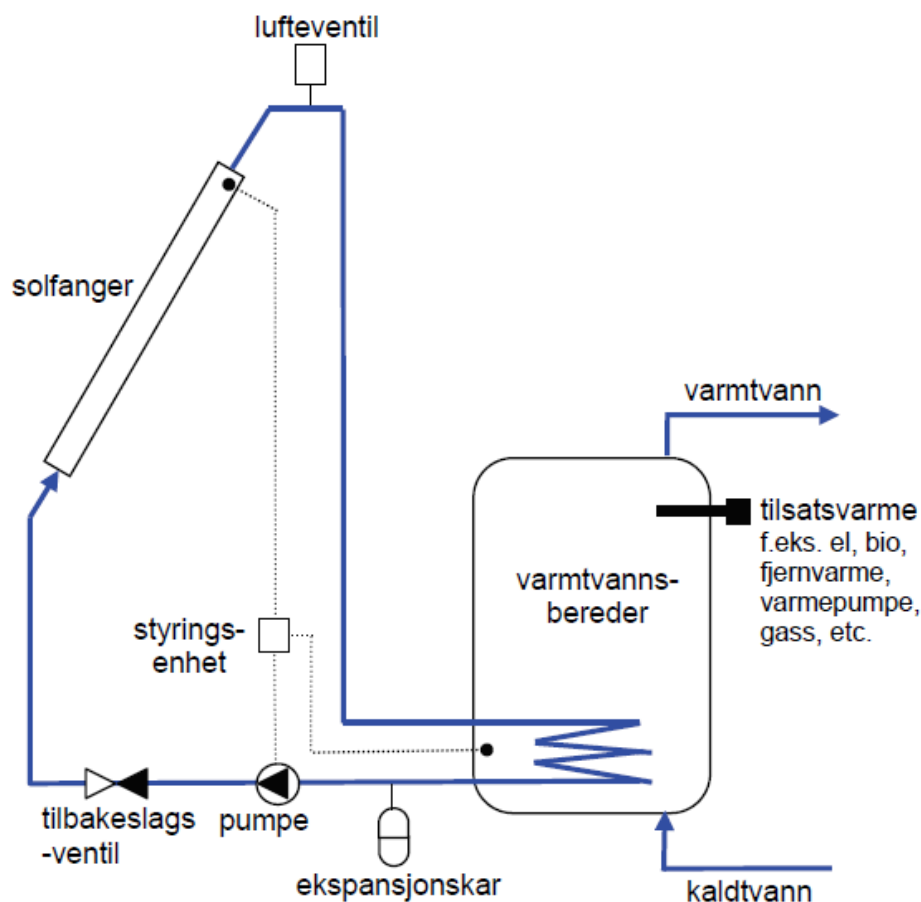 lufteventil
solfanger
varmtvann
tilsatsvarme
f.eks. el, bio,
fjernvarme,
varmepumpe,
gass, etc.
varmtvanns-
bereder
styrings-
enhet
tilbakeslags
-ventil
pumpe
ekspansjonskar
kaldtvann